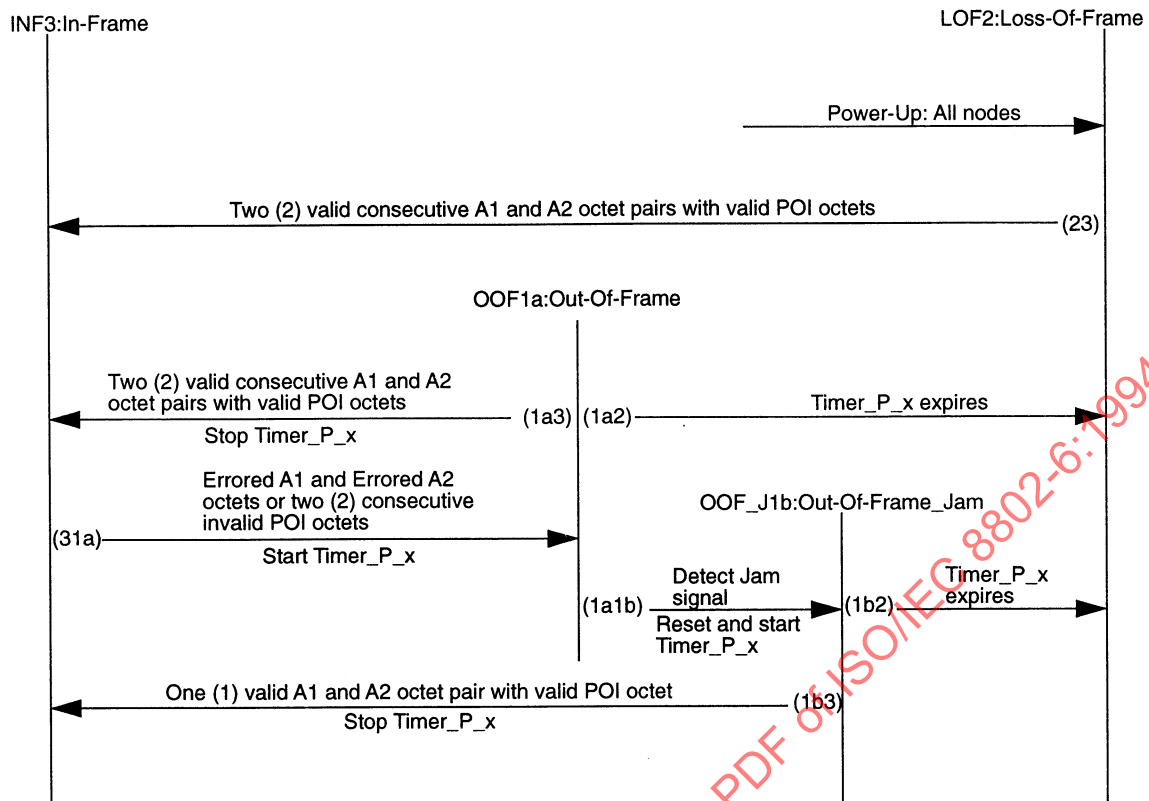 INF3:In-Frame
LOF2:Loss-Of-Frame
Power-Up: All nodes
Two (2) valid consecutive A1 and A2 octet pairs with valid POI octets
(23)
OOF1a:Out-Of-Frame
Two (2) valid consecutive A1 and A2
octet pairs with valid POI octets
(1a3)
(1a2)
Timer_P_x expires
Stop Timer_P_x
Errored A1 and Errored A2
octets or two (2) consecutive
invalid POI octets
(31a)
Start Timer_P_x
OOF_J1b:Out-Of-Frame_Jam
Detect Jam
signal
(1a1b)
Reset and start
Timer_P_x
(1b2)
Timer_P_x
expires
One (1) valid A1 and A2 octet pair with valid POI octet
(1b3)
Stop Timer_P_x
PDF of ISO/IEC 8802-6:1994